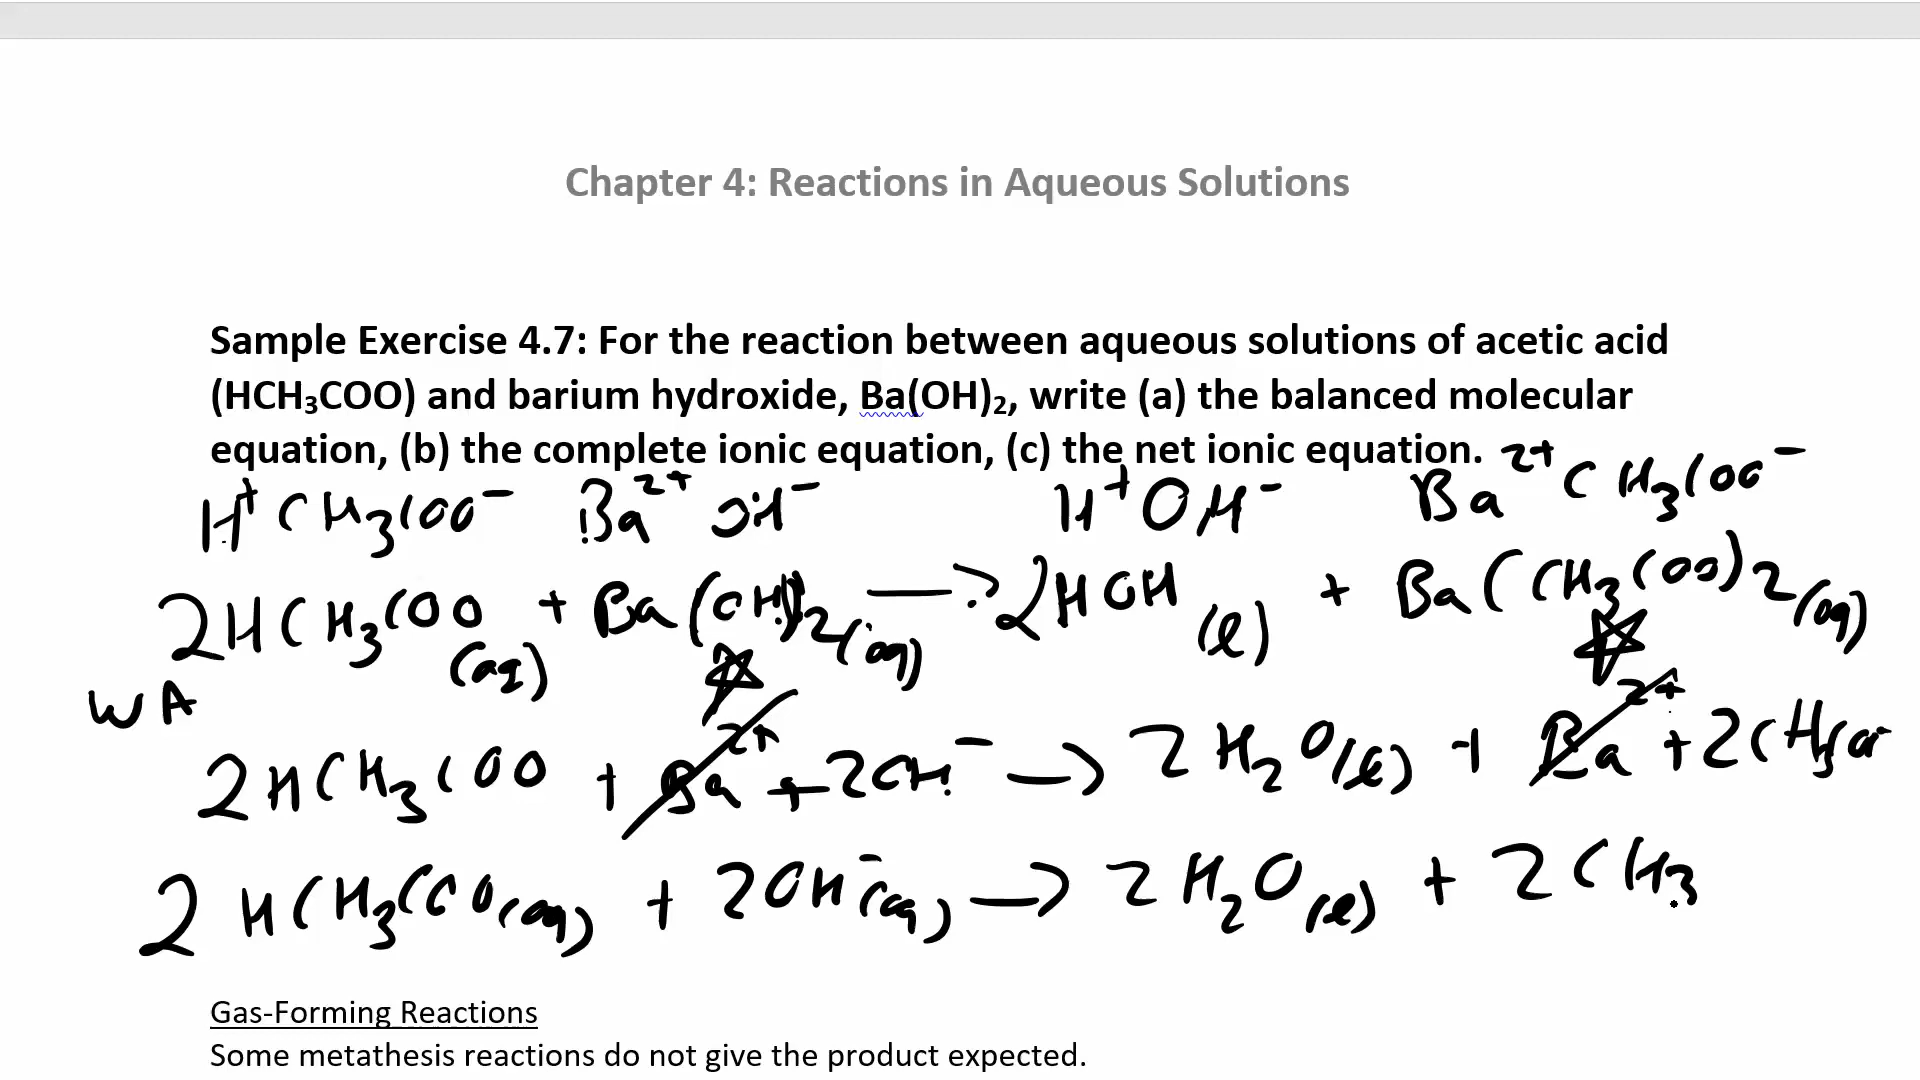 Chapter 4: Reactions in Aqueous Solutions
Sample Exercise 4.7: For the reaction between aqueous solutions of acetic acid
(HCH₃COO) and barium hydroxide, Ba(OH)₂, write (a) the balanced molecular
equation, (b) the complete ionic equation, (c) the net ionic equation.
H⁺ CH₃COO⁻ Ba²⁺ OH⁻ H⁺ OH⁻ Ba²⁺ CH₃COO⁻
2HCH₃COO (aq) + Ba(OH)₂(aq) → 2HOH (l) + Ba(CH₃COO)₂(aq)
WA
2HCH₃COO + Ba²⁺ + 2OH⁻ → 2H₂O(l) + Ba²⁺ + 2CH₃
2HCH₃COO(aq) + 2OH⁻(aq) → 2H₂O(l) + 2CH₃
Gas-Forming Reactions
Some metathesis reactions do not give the product expected.